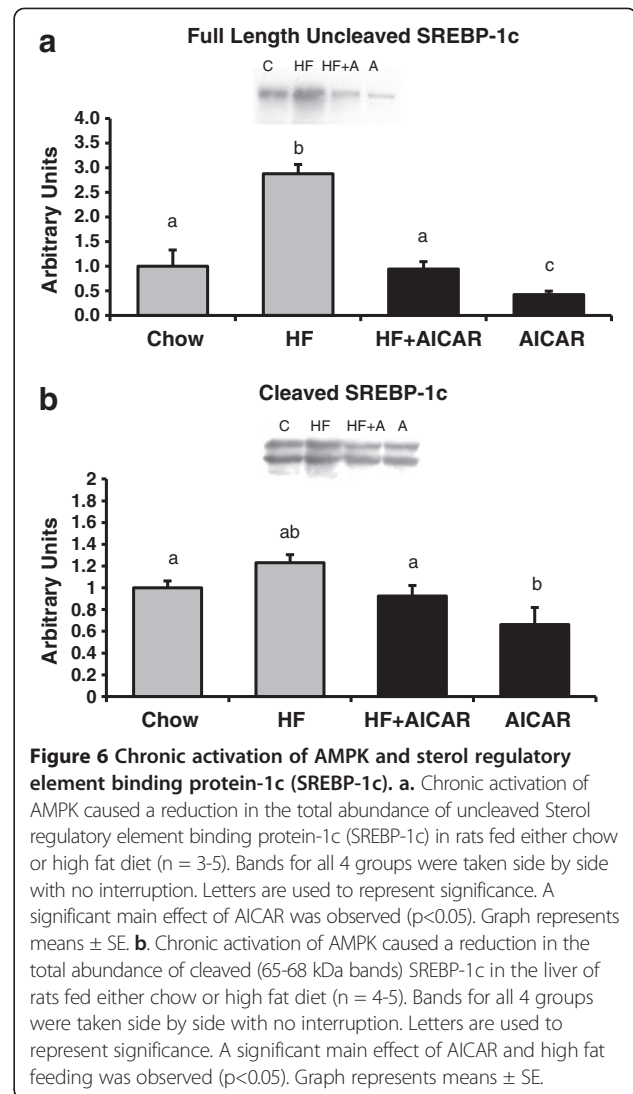 a
Full Length Uncleaved SREBP-1c
C HF HF+A A
4.0
3.5
3.0
2.5
2.0
1.5
1.0
0.5
0.0
Arbitrary Units
a
b
a
c
Chow HF HF+AICAR AICAR
b
Cleaved SREBP-1c
C HF HF+A A
2
1.8
1.6
1.4
1.2
1
0.8
0.6
0.4
0.2
0
Arbitrary Units
a
ab
a
b
Chow HF HF+AICAR AICAR
Figure 6 Chronic activation of AMPK and sterol regulatory
element binding protein-1c (SREBP-1c). a. Chronic activation of
AMPK caused a reduction in the total abundance of uncleaved Sterol
regulatory element binding protein-1c (SREBP-1c) in rats fed either chow
or high fat diet (n = 3-5). Bands for all 4 groups were taken side by side
with no interruption. Letters are used to represent significance. A
significant main effect of AICAR was observed (p<0.05). Graph represents
means ± SE. b. Chronic activation of AMPK caused a reduction in the
total abundance of cleaved (65-68 kDa bands) SREBP-1c in the liver of
rats fed either chow or high fat diet (n = 4-5). Bands for all 4 groups
were taken side by side with no interruption. Letters are used to
represent significance. A significant main effect of AICAR and high fat
feeding was observed (p<0.05). Graph represents means ± SE.